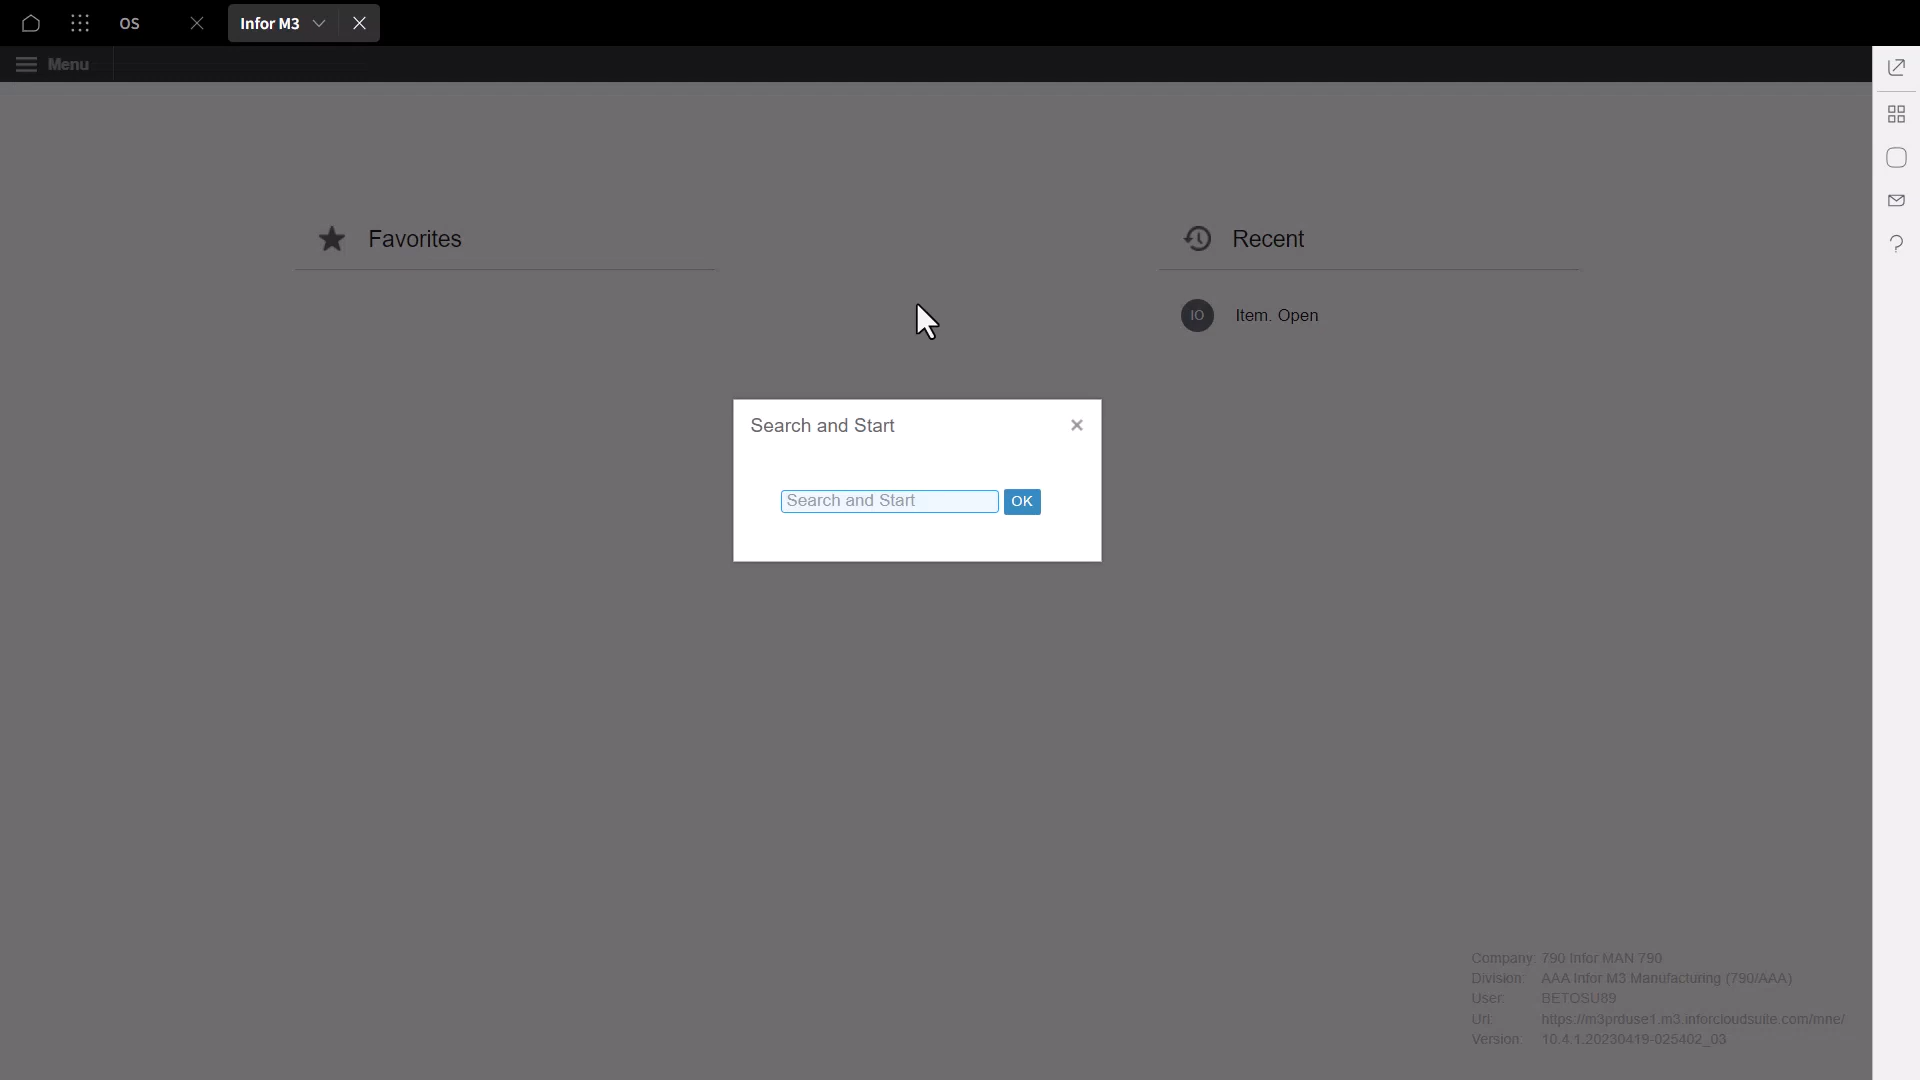 OS
Infor M3
Menu
Favorites
Recent
IO
Item. Open
Search and Start
Search and Start
OK
Company: 790 Infor MAN 790
Division: AAA Infor M3 Manufacturing (790/AAA)
User: BETOSU89
Url: https://m3prduse1.m3.inforcloudsuite.com/mne/
Version: 10.4.1.20230419-025402_03